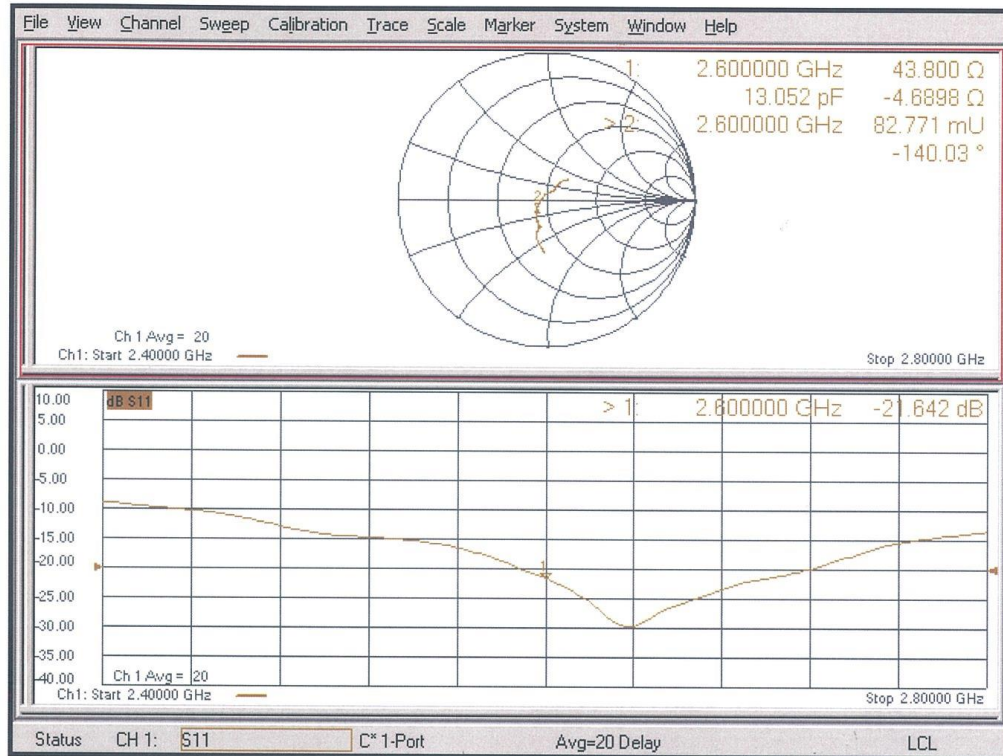 File View Channel Sweep Calibration Trace Scale Marker System Window Help
1: 2.600000 GHz 43.800 Ω
13.052 pF -4.6898 Ω
> 2: 2.600000 GHz 82.771 mU
-140.03 °
2
Ch 1 Avg = 20
Ch1: Start 2.40000 GHz Stop 2.80000 GHz
10.00 dB S11 > 1: 2.600000 GHz -21.642 dB
5.00
0.00
-5.00
-10.00
-15.00
-20.00 1
-25.00
-30.00
-35.00
-40.00 Ch 1 Avg = 20
Ch1: Start 2.40000 GHz Stop 2.80000 GHz
Status CH 1: S11 C* 1-Port Avg=20 Delay LCL